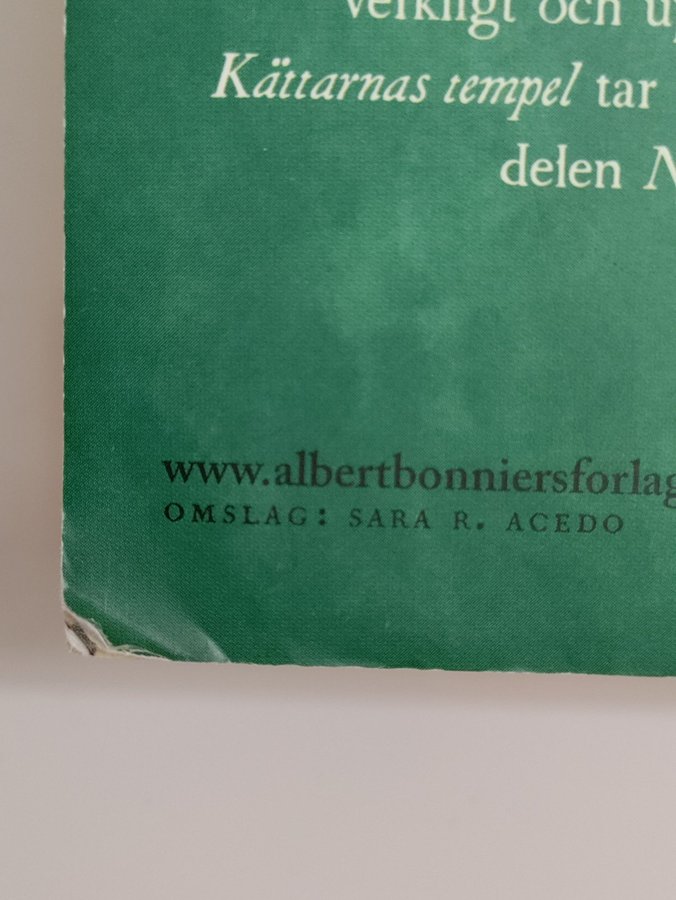 verkligt och
Kättarnas tempel tar
delen
www.albertbonniersforlag
OMSLAG: SARA R. ACEDO